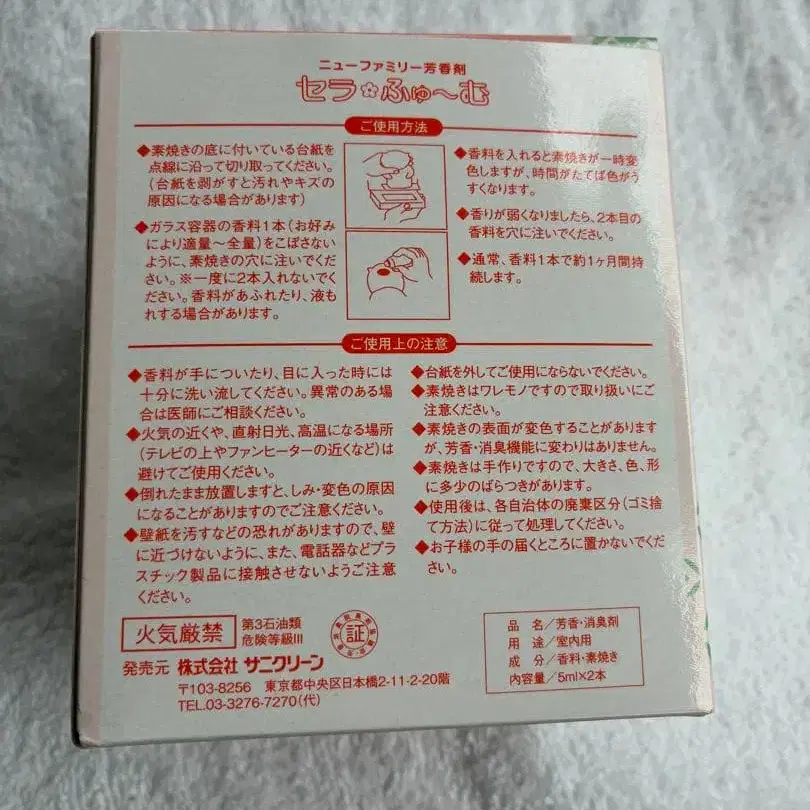 ニューファミリー芳香剤
セラ☆ふゅ〜む
ご使用方法
◆素焼きの底に付いている台紙を
点線に沿って切り取ってください。
(台紙を剥がすと汚れやキズの
原因になる場合があります)
◆ガラス容器の香料1本(お好み
により適量〜全量)をこぼさない
ように、素焼きの穴に注いでくだ
さい。※一度に2本入れないでく
ださい。香料があふれたり、液も
れする場合があります。
◆香料を入れると素焼きが一時変
色しますが、時間がたてば色がう
すくなります。
◆香りが弱くなりましたら、2本目の
香料を穴に注いでください。
◆通常、香料1本で約1ヶ月間持
続します。
ご使用上の注意
◆香料が手についたり、目に入った時には
十分に洗い流してください。異常のある場
合は医師にご相談ください。
◆火気の近くや、直射日光、高温になる場所
(テレビの上やファンヒーターの近くなど)は
避けてご使用ください。
◆倒れたまま放置しますと、しみ・変色の原因
になることがありますのでご注意ください。
◆壁紙を汚すなどの恐れがありますので、壁
に近づけないように、また、電話器などプラ
スチック製品に接触させないようご注意
ください。
◆台紙を外してご使用にならないでください。
◆素焼きはワレモノですので取り扱いにご
注意ください。
◆素焼きの表面が変色することがあります
が、芳香・消臭機能に変わりはありません。
◆素焼きは手作りですので、大きさ、色、形
に多少のばらつきがあります。
◆使用後は、各自治体の廃棄区分(ゴミ捨
て方法)に従って処理してください。
◆お子様の手の届くところに置かないでくだ
さい。
火気厳禁
第3石油類
危険等級III
証
発売元 株式会社 サニクリーン
〒103-8256 東京都中央区日本橋2-11-2-20階
TEL.03-3276-7270(代)
品名/芳香・消臭剤
用途/室内用
成分/香料・素焼き
内容量/5ml×2本